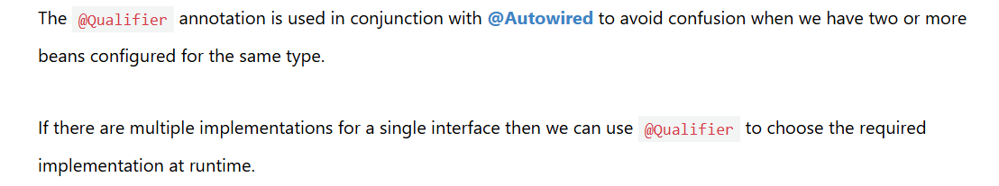 The @Qualifier annotation is used in conjunction with @Autowired to avoid confusion when we have two or more
beans configured for the same type.
If there are multiple implementations for a single interface then we can use @Qualifier to choose the required
implementation at runtime.